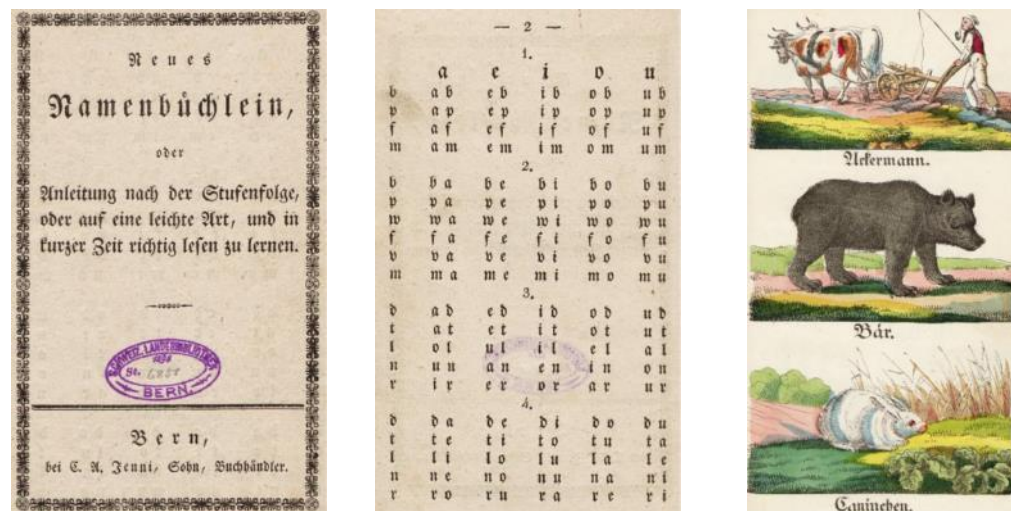 Neues
Namenbüchlein,
oder
Anleitung nach der Stufenfolge,
oder auf eine leichte Art, und in
kurzer Zeit richtig lesen zu lernen.
SCHWEIZ. LANDESBIBLIOTHEK
St.
BERN.
Bern,
bei C. A. Jenni, Sohn, Buchhändler.
— 2 —
1.
a e i o u
b ab eb ib ob ub
p ap ep ip op up
f af ef if of uf
m am em im om um
2.
b ba be bi bo bu
p pa pe pi po pu
w wa we wi wo wu
f fa fe fi fo fu
v va ve vi vo vu
m ma me mi mo mu
3.
d ad ed id od ud
t at et it ot ut
l ol ul il el al
n un an en in on
r ir er or ar ur
4.
d da de di do du
t te ti to tu ta
l li lo lu la le
n ne no nu na ni
r ro ru ra re ri
Ackermann.
Bär.
Caninchen.